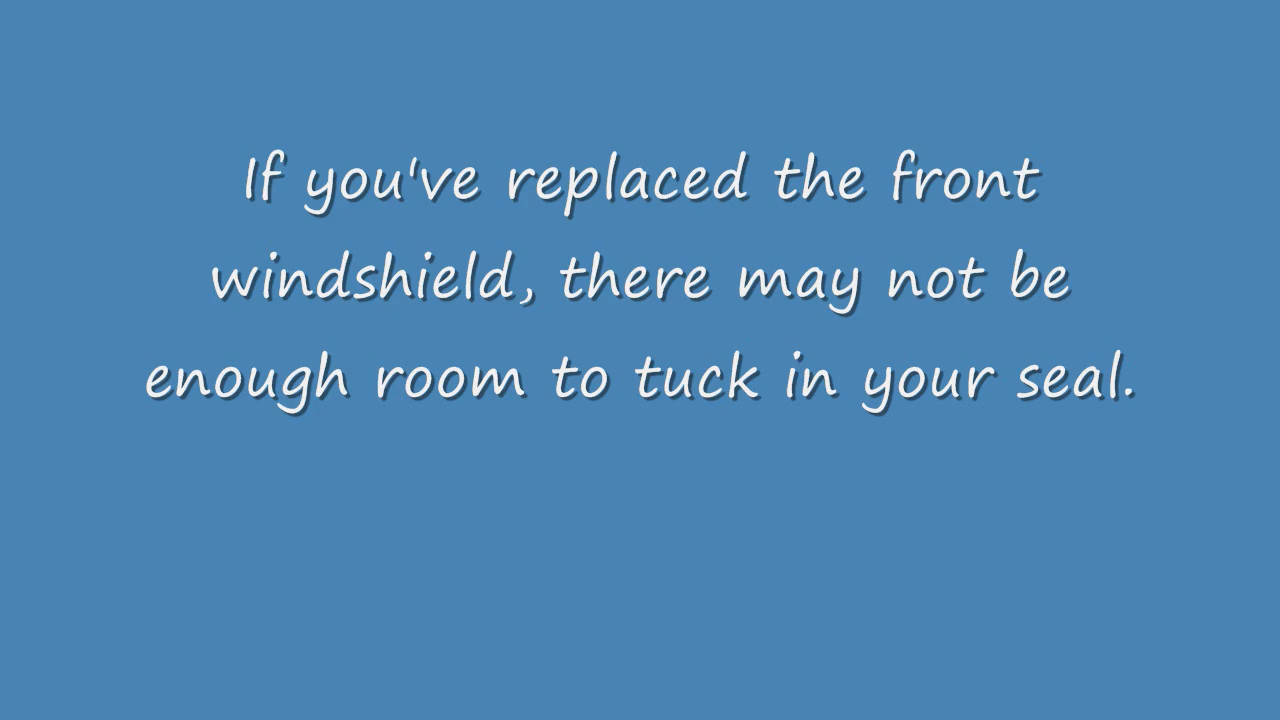 If you've replaced the front
windshield, there may not be
enough room to tuck in your seal.